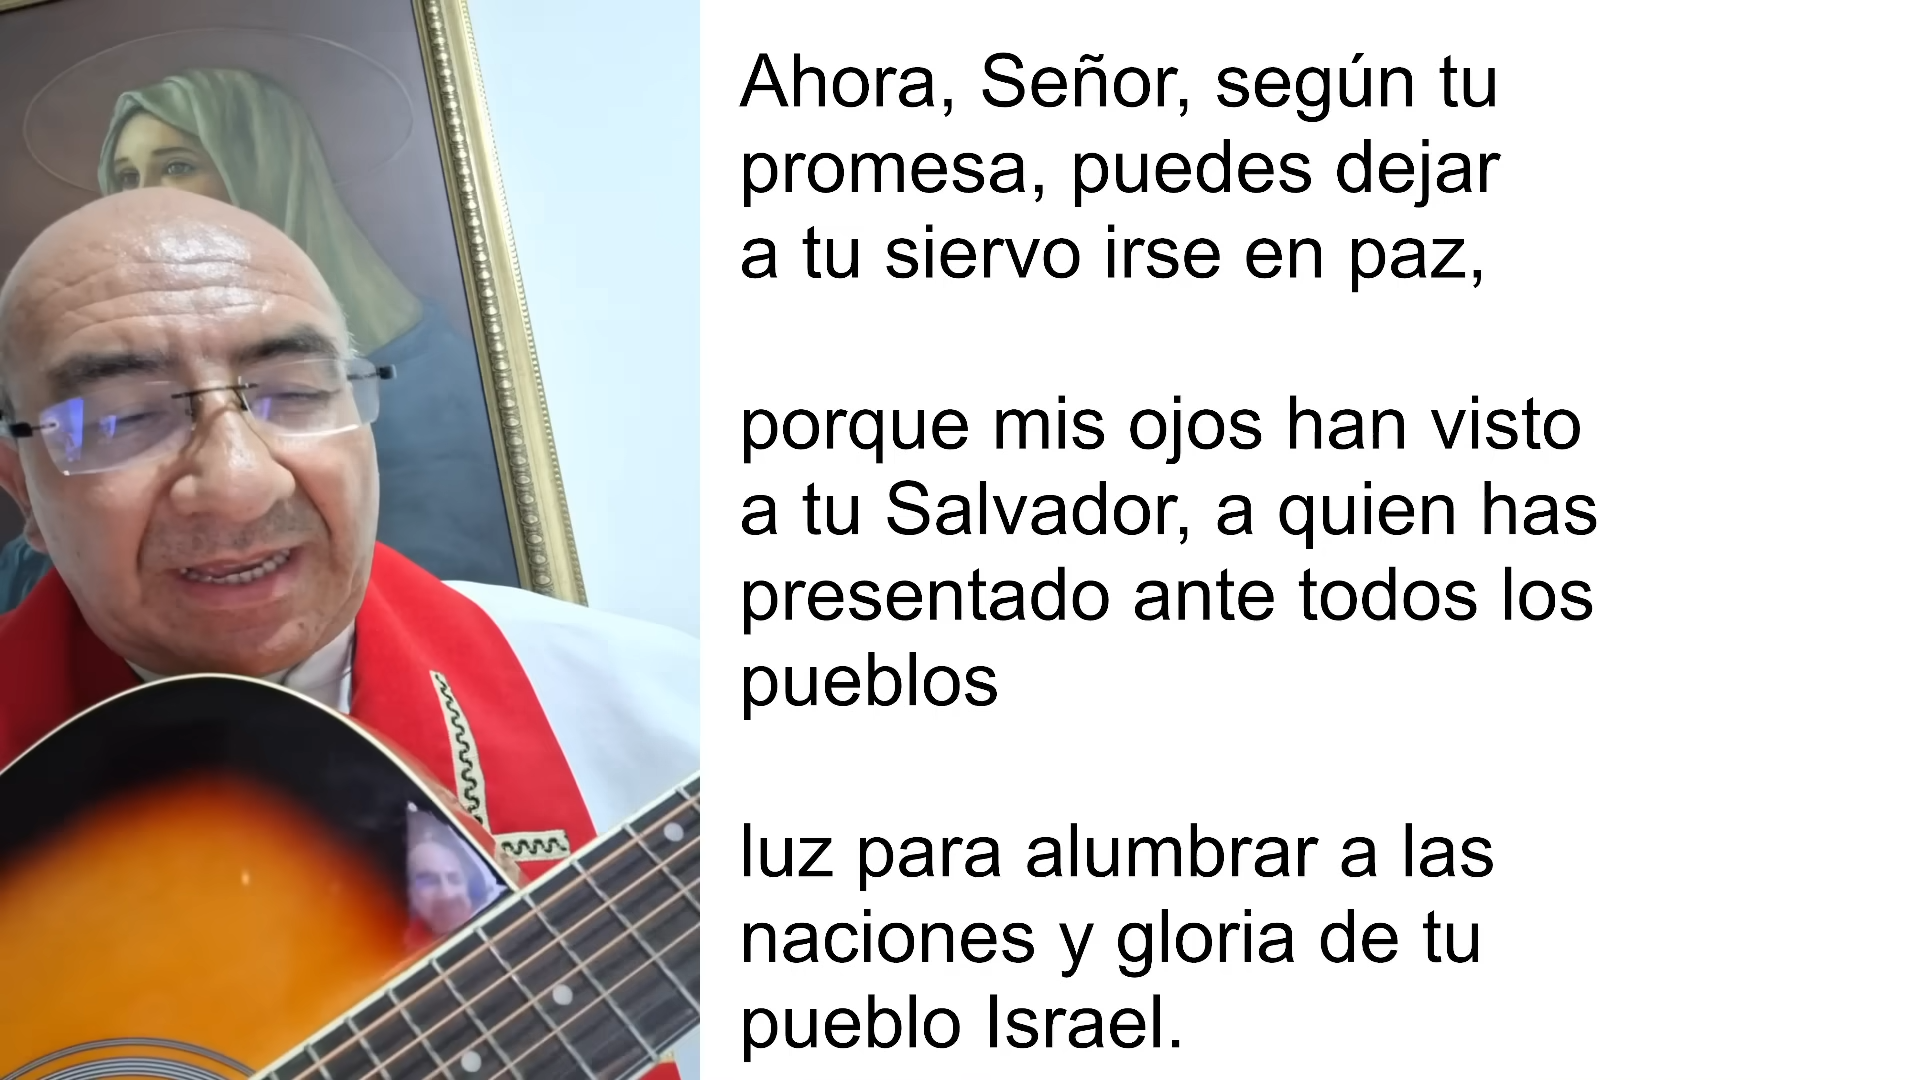 Ahora, Señor, según tu
promesa, puedes dejar
a tu siervo irse en paz,
porque mis ojos han visto
a tu Salvador, a quien has
presentado ante todos los
pueblos
luz para alumbrar a las
naciones y gloria de tu
pueblo Israel.